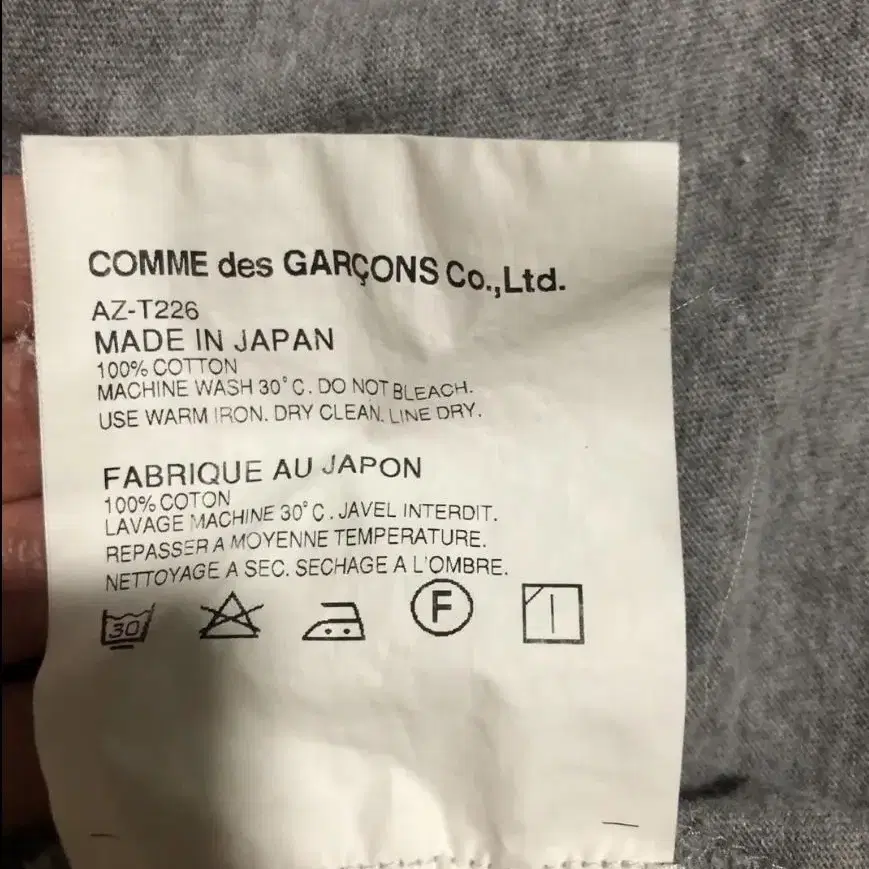 COMME des GARÇONS Co.,Ltd.
AZ-T226
MADE IN JAPAN
100% COTTON
MACHINE WASH 30°C. DO NOT BLEACH.
USE WARM IRON. DRY CLEAN. LINE DRY.
FABRIQUE AU JAPON
100% COTON
LAVAGE MACHINE 30°C. JAVEL INTERDIT.
REPASSER A MOYENNE TEMPERATURE.
NETTOYAGE A SEC. SECHAGE A L'OMBRE.
30 F